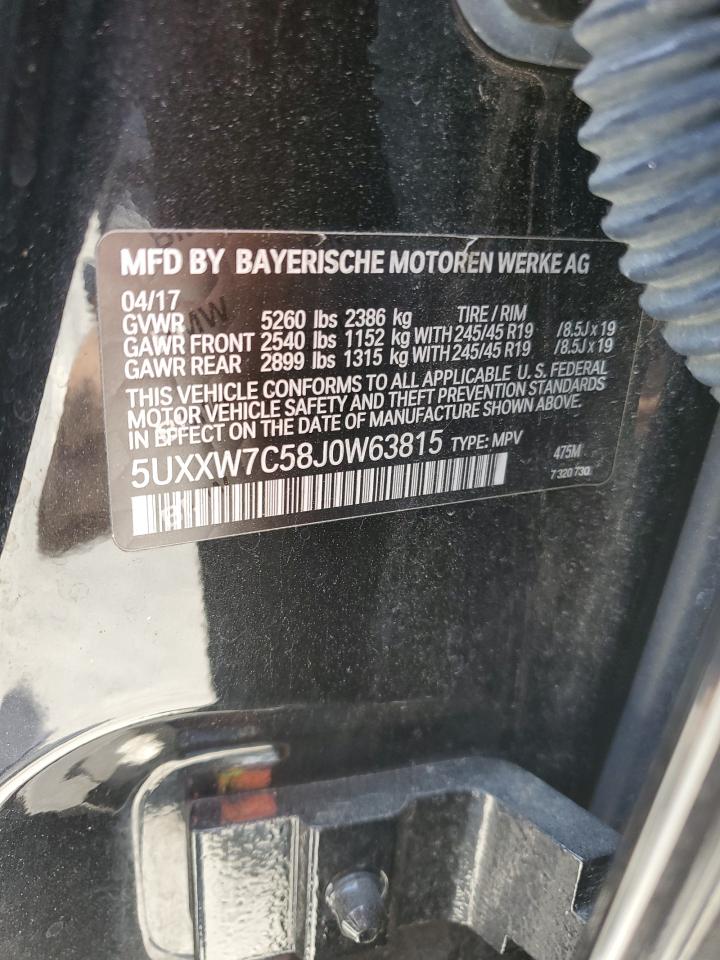 MFD BY BAYERISCHE MOTOREN WERKE AG
04/17 TIRE / RIM
GVWR 5260 lbs 2386 kg
GAWR FRONT 2540 lbs 1152 kg WITH 245/45 R19 /8.5J x 19
GAWR REAR 2899 lbs 1315 kg WITH 245/45 R19 /8.5J x 19
THIS VEHICLE CONFORMS TO ALL APPLICABLE U. S. FEDERAL
MOTOR VEHICLE SAFETY AND THEFT PREVENTION STANDARDS
IN EFFECT ON THE DATE OF MANUFACTURE SHOWN ABOVE.
5UXXW7C58J0W63815 TYPE: MPV 475M
7 320 730